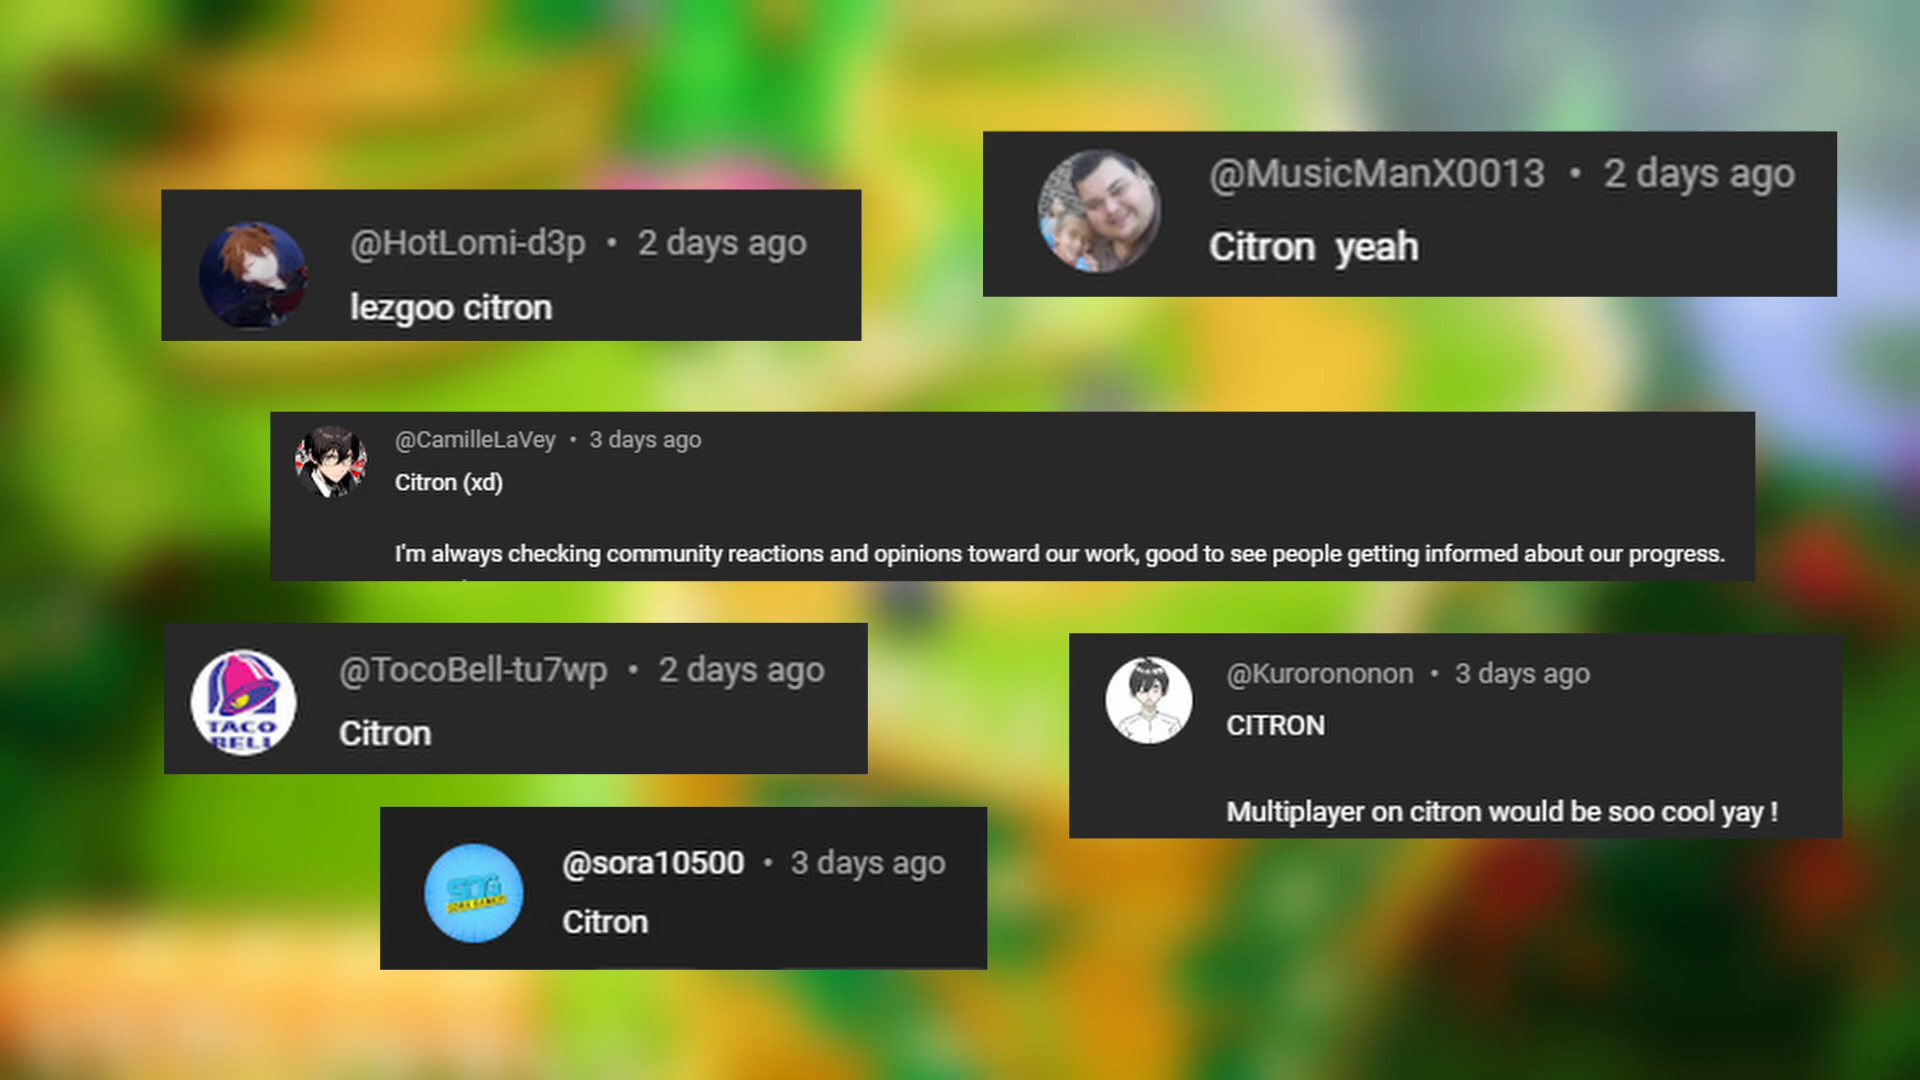 @MusicManX0013 • 2 days ago
Citron yeah
@HotLomi-d3p • 2 days ago
lezgoo citron
@CamilleLaVey • 3 days ago
Citron (xd)
I'm always checking community reactions and opinions toward our work, good to see people getting informed about our progress.
@TocoBell-tu7wp • 2 days ago
Citron
TACO
BELL
@Kurorononon • 3 days ago
CITRON
Multiplayer on citron would be soo cool yay !
@sora10500 • 3 days ago
Citron
SOG